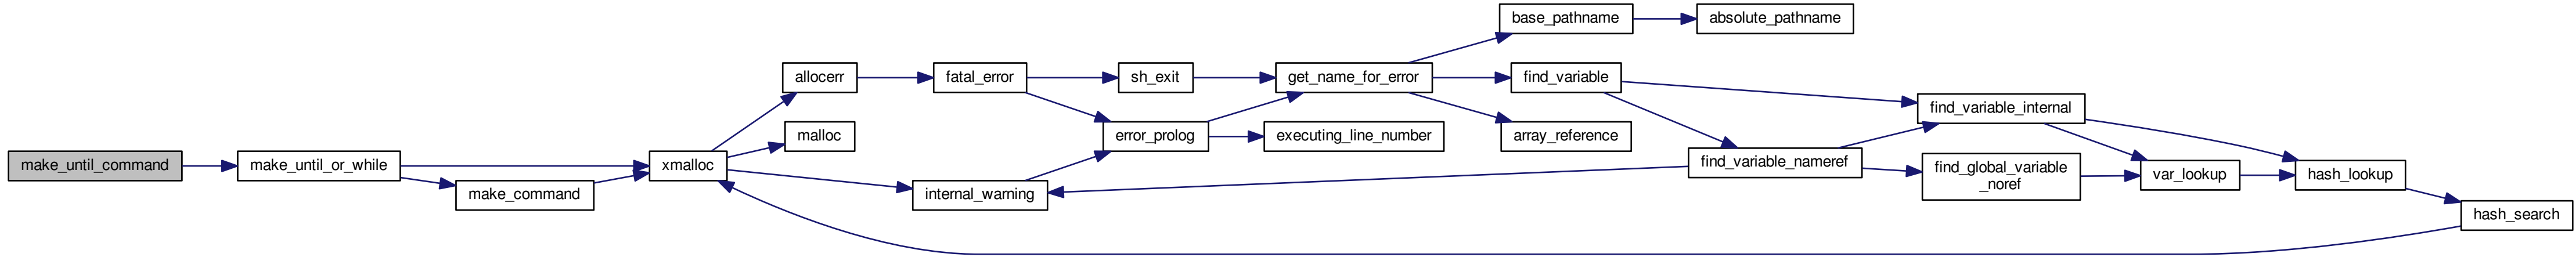 make_until_command
make_until_or_while
make_command
xmalloc
allocerr
malloc
internal_warning
fatal_error
sh_exit
error_prolog
get_name_for_error
executing_line_number
base_pathname
absolute_pathname
find_variable
array_reference
find_variable_nameref
find_variable_internal
find_global_variable
_noref
var_lookup
hash_lookup
hash_search